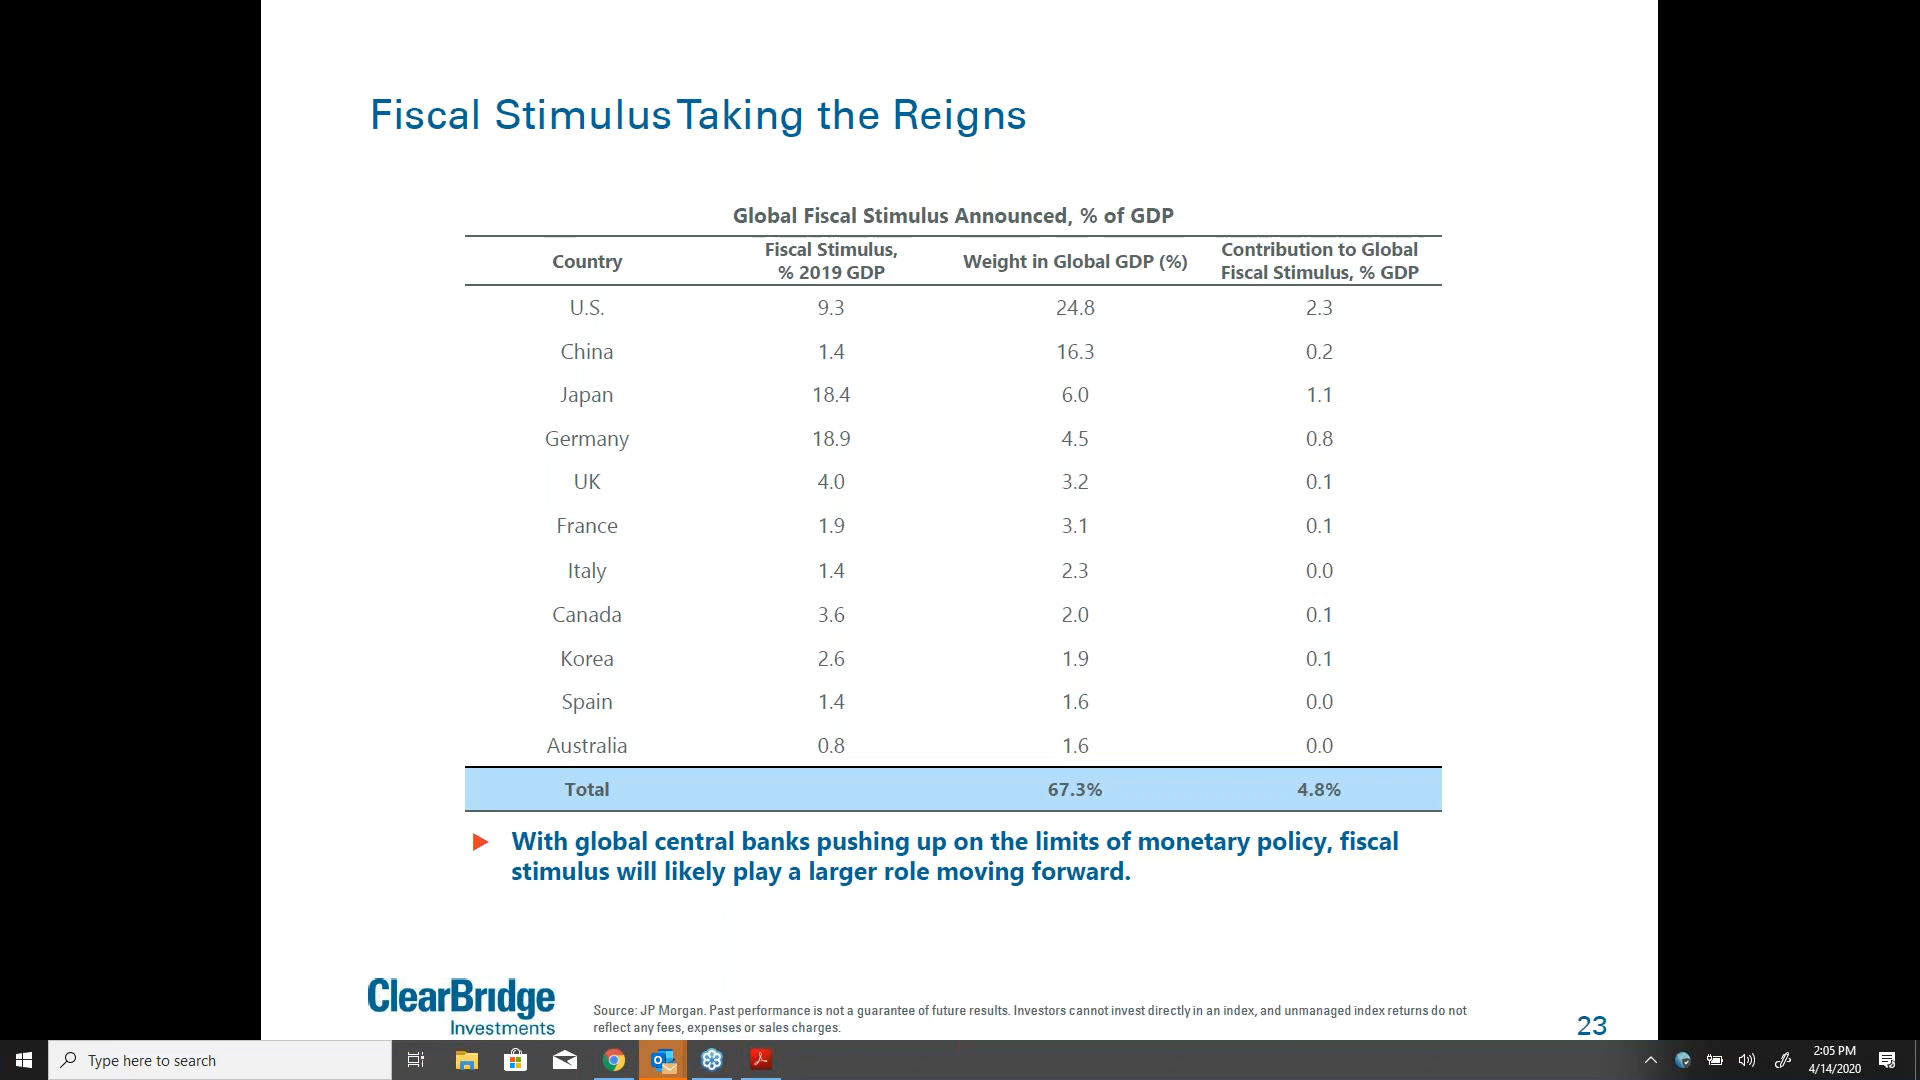 Fiscal Stimulus Taking the Reigns
Global Fiscal Stimulus Announced, % of GDP
Country Fiscal Stimulus, % 2019 GDP Weight in Global GDP (%) Contribution to Global Fiscal Stimulus, % GDP
U.S. 9.3 24.8 2.3
China 1.4 16.3 0.2
Japan 18.4 6.0 1.1
Germany 18.9 4.5 0.8
UK 4.0 3.2 0.1
France 1.9 3.1 0.1
Italy 1.4 2.3 0.0
Canada 3.6 2.0 0.1
Korea 2.6 1.9 0.1
Spain 1.4 1.6 0.0
Australia 0.8 1.6 0.0
Total 67.3% 4.8%
With global central banks pushing up on the limits of monetary policy, fiscal
stimulus will likely play a larger role moving forward.
ClearBridge
Investments
Source: JP Morgan. Past performance is not a guarantee of future results. Investors cannot invest directly in an index, and unmanaged index returns do not
reflect any fees, expenses or sales charges.
23
Type here to search
2:05 PM
4/14/2020